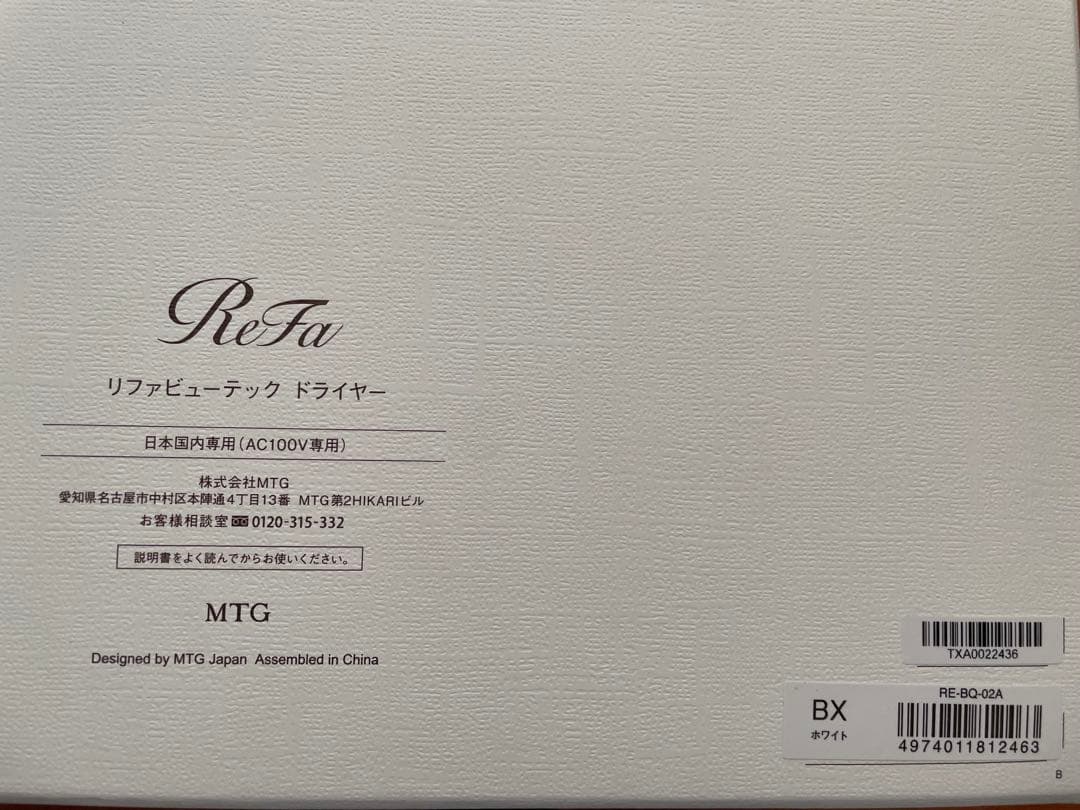 ReFa
リファビューテック ドライヤー
日本国内専用(AC100V専用)
株式会社MTG
愛知県名古屋市中村区本陣通4丁目13番 MTG第2HIKARIビル
お客様相談室 0120-315-332
説明書をよく読んでからお使いください。
MTG
Designed by MTG Japan Assembled in China
TXA0022436
RE-BQ-02A
BX
ホワイト
4974011812463
B